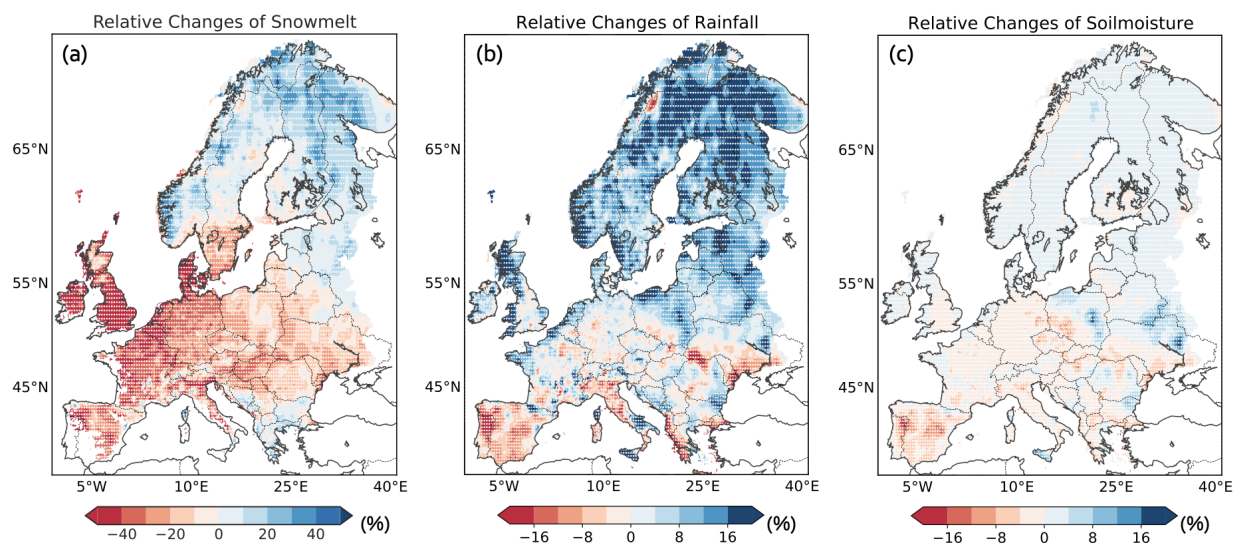 Relative Changes of Snowmelt
Relative Changes of Rainfall
Relative Changes of Soilmoisture
(a)
(b)
(c)
65°N
65°N
65°N
55°N
55°N
55°N
45°N
45°N
45°N
5°W 10°E 25°E 40°E
5°W 10°E 25°E 40°E
5°W 10°E 25°E 40°E
−40 −20 0 20 40 (%)
−16 −8 0 8 16 (%)
−16 −8 0 8 16 (%)